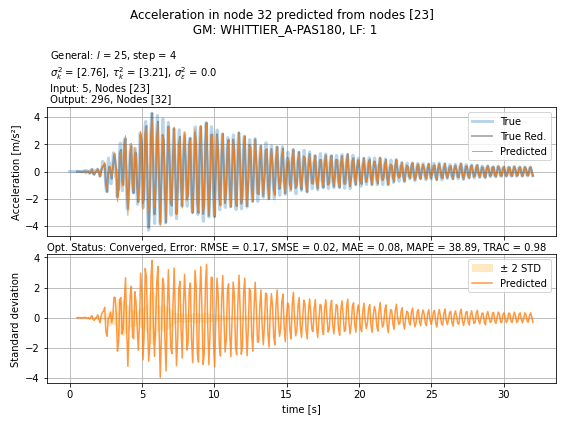 Acceleration in node 32 predicted from nodes [23]
GM: WHITTIER_A-PAS180, LF: 1
General: l = 25, step = 4
σ²ₖ = [2.76], τ²ₖ = [3.21], σ²ᵣ = 0.0
Input: 5, Nodes [23]
Output: 296, Nodes [32]
Acceleration [m/s²]
4
2
0
−2
−4
True
True Red.
Predicted
Opt. Status: Converged, Error: RMSE = 0.17, SMSE = 0.02, MAE = 0.08, MAPE = 38.89, TRAC = 0.98
Standard deviation
4
2
0
−2
−4
± 2 STD
Predicted
0 5 10 15 20 25 30
time [s]